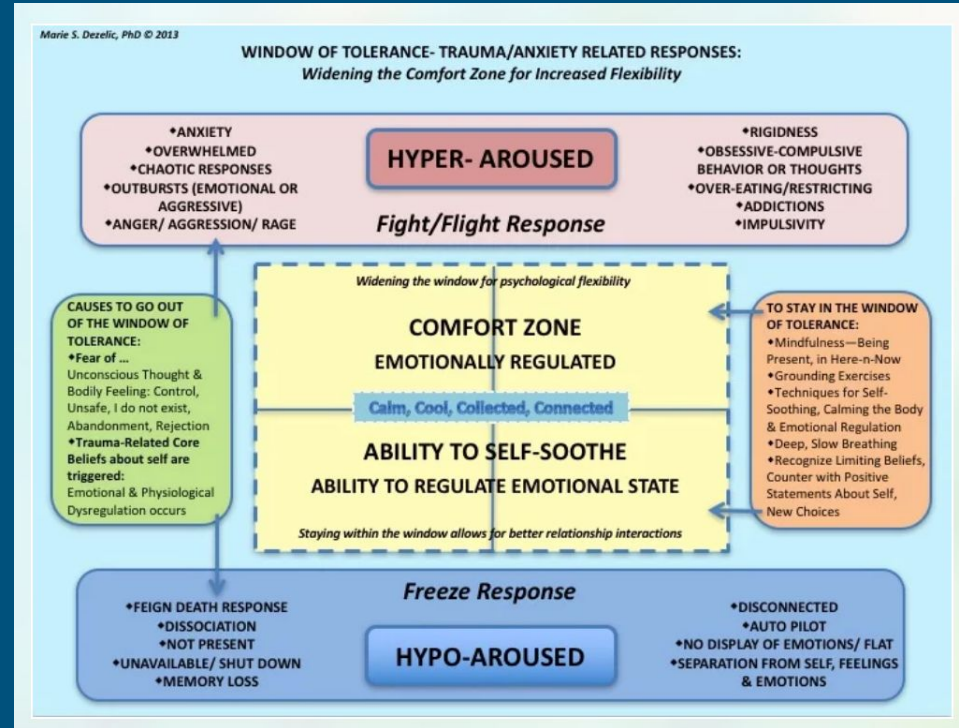 Marie S. Dezelic, PhD © 2013
WINDOW OF TOLERANCE- TRAUMA/ANXIETY RELATED RESPONSES:
Widening the Comfort Zone for Increased Flexibility
◆ANXIETY
◆OVERWHELMED
◆CHAOTIC RESPONSES
◆OUTBURSTS (EMOTIONAL OR
AGGRESSIVE)
◆ANGER/ AGGRESSION/ RAGE
HYPER- AROUSED
Fight/Flight Response
◆RIGIDNESS
◆OBSESSIVE-COMPULSIVE
BEHAVIOR OR THOUGHTS
◆OVER-EATING/RESTRICTING
◆ADDICTIONS
◆IMPULSIVITY
CAUSES TO GO OUT
OF THE WINDOW OF
TOLERANCE:
◆Fear of ...
Unconscious Thought &
Bodily Feeling: Control,
Unsafe, I do not exist,
Abandonment, Rejection
◆Trauma-Related Core
Beliefs about self are
triggered:
Emotional & Physiological
Dysregulation occurs
Widening the window for psychological flexibility
COMFORT ZONE
EMOTIONALLY REGULATED
Calm, Cool, Collected, Connected
ABILITY TO SELF-SOOTHE
ABILITY TO REGULATE EMOTIONAL STATE
Staying within the window allows for better relationship interactions
TO STAY IN THE WINDOW
OF TOLERANCE:
◆Mindfulness—Being
Present, in Here-n-Now
◆Grounding Exercises
◆Techniques for Self-
Soothing, Calming the Body
& Emotional Regulation
◆Deep, Slow Breathing
◆Recognize Limiting Beliefs,
Counter with Positive
Statements About Self,
New Choices
◆FEIGN DEATH RESPONSE
◆DISSOCIATION
◆NOT PRESENT
◆UNAVAILABLE/ SHUT DOWN
◆MEMORY LOSS
Freeze Response
HYPO-AROUSED
◆DISCONNECTED
◆AUTO PILOT
◆NO DISPLAY OF EMOTIONS/ FLAT
◆SEPARATION FROM SELF, FEELINGS
& EMOTIONS